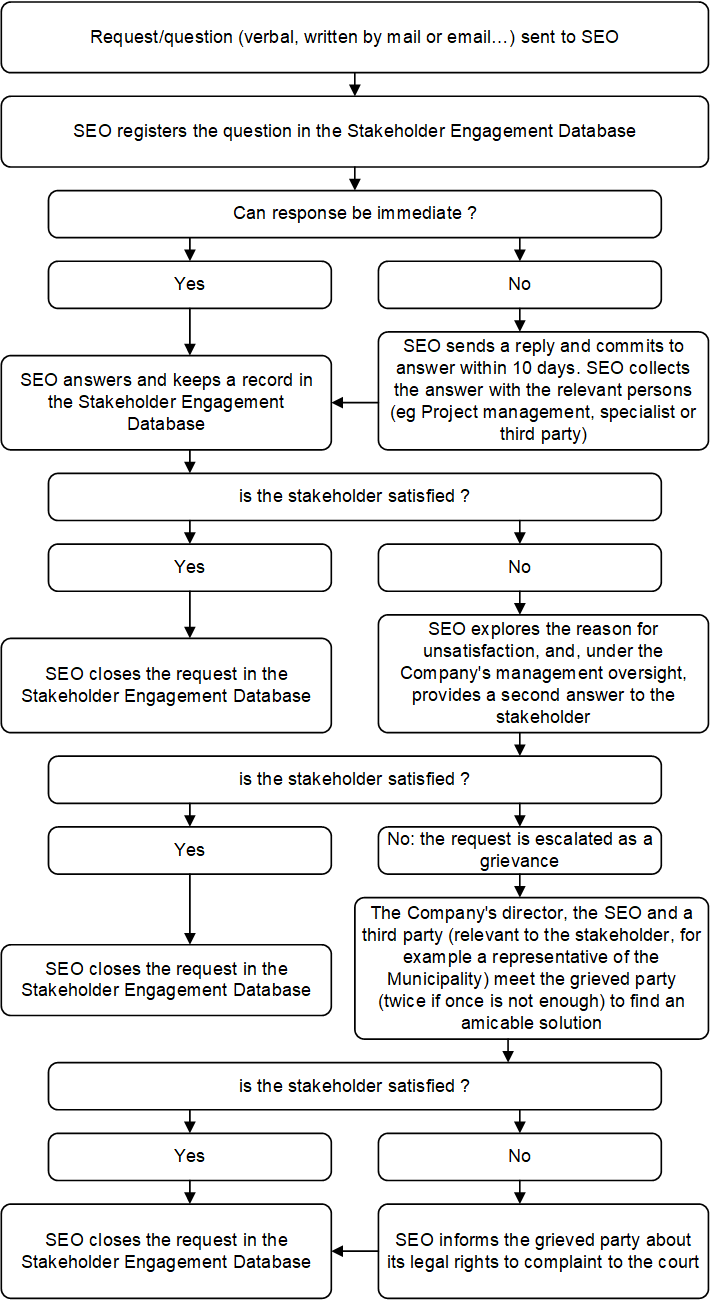 Request/question (verbal, written by mail or email…) sent to SEO
SEO registers the question in the Stakeholder Engagement Database
Can response be immediate ?
Yes
No
SEO answers and keeps a record in
the Stakeholder Engagement
Database
SEO sends a reply and commits to
answer within 10 days. SEO collects
the answer with the relevant persons
(eg Project management, specialist or
third party)
is the stakeholder satisfied ?
Yes
No
SEO closes the request in the
Stakeholder Engagement Database
SEO explores the reason for
unsatisfaction, and, under the
Company's management oversight,
provides a second answer to the
stakeholder
is the stakeholder satisfied ?
Yes
No: the request is escalated as a
grievance
SEO closes the request in the
Stakeholder Engagement Database
The Company's director, the SEO and a
third party (relevant to the stakeholder, for
example a representative of the
Municipality) meet the grieved party
(twice if once is not enough) to find an
amicable solution
is the stakeholder satisfied ?
Yes
No
SEO closes the request in the
Stakeholder Engagement Database
SEO informs the grieved party about
its legal rights to complaint to the court